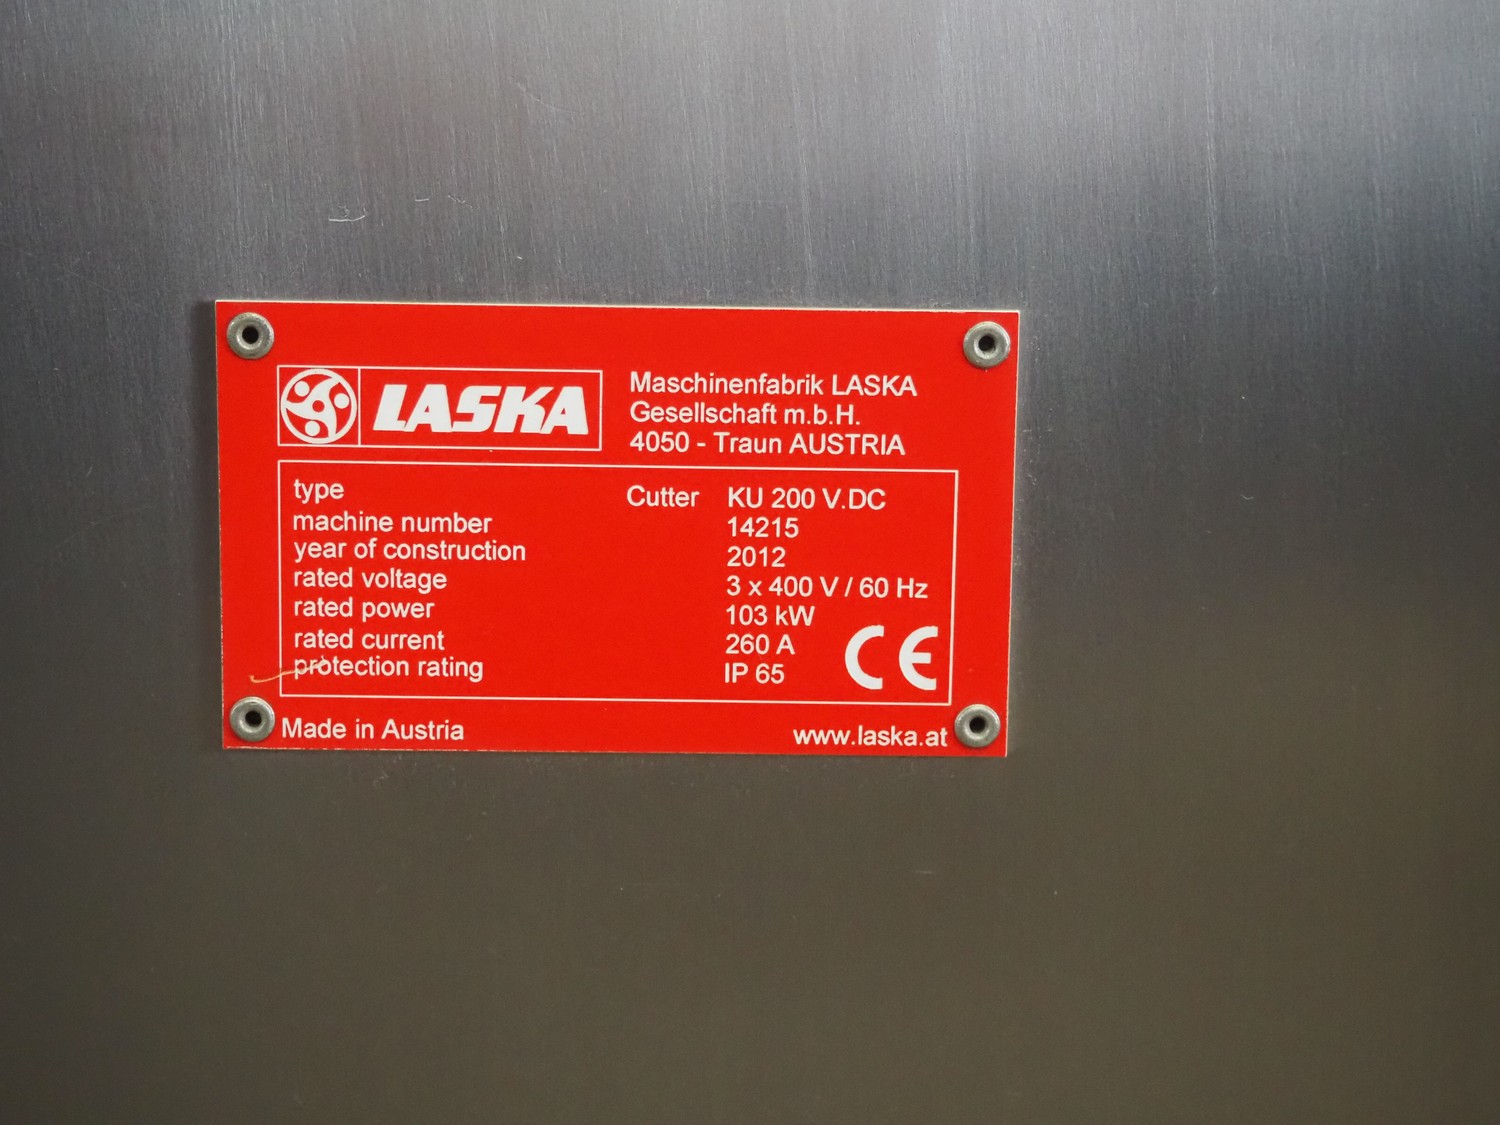 LASKA
Maschinenfabrik LASKA
Gesellschaft m.b.H.
4050 - Traun AUSTRIA
type Cutter KU 200 V.DC
machine number 14215
year of construction 2012
rated voltage 3 x 400 V / 60 Hz
rated power 103 kW
rated current 260 A
protection rating IP 65
CE
Made in Austria www.laska.at